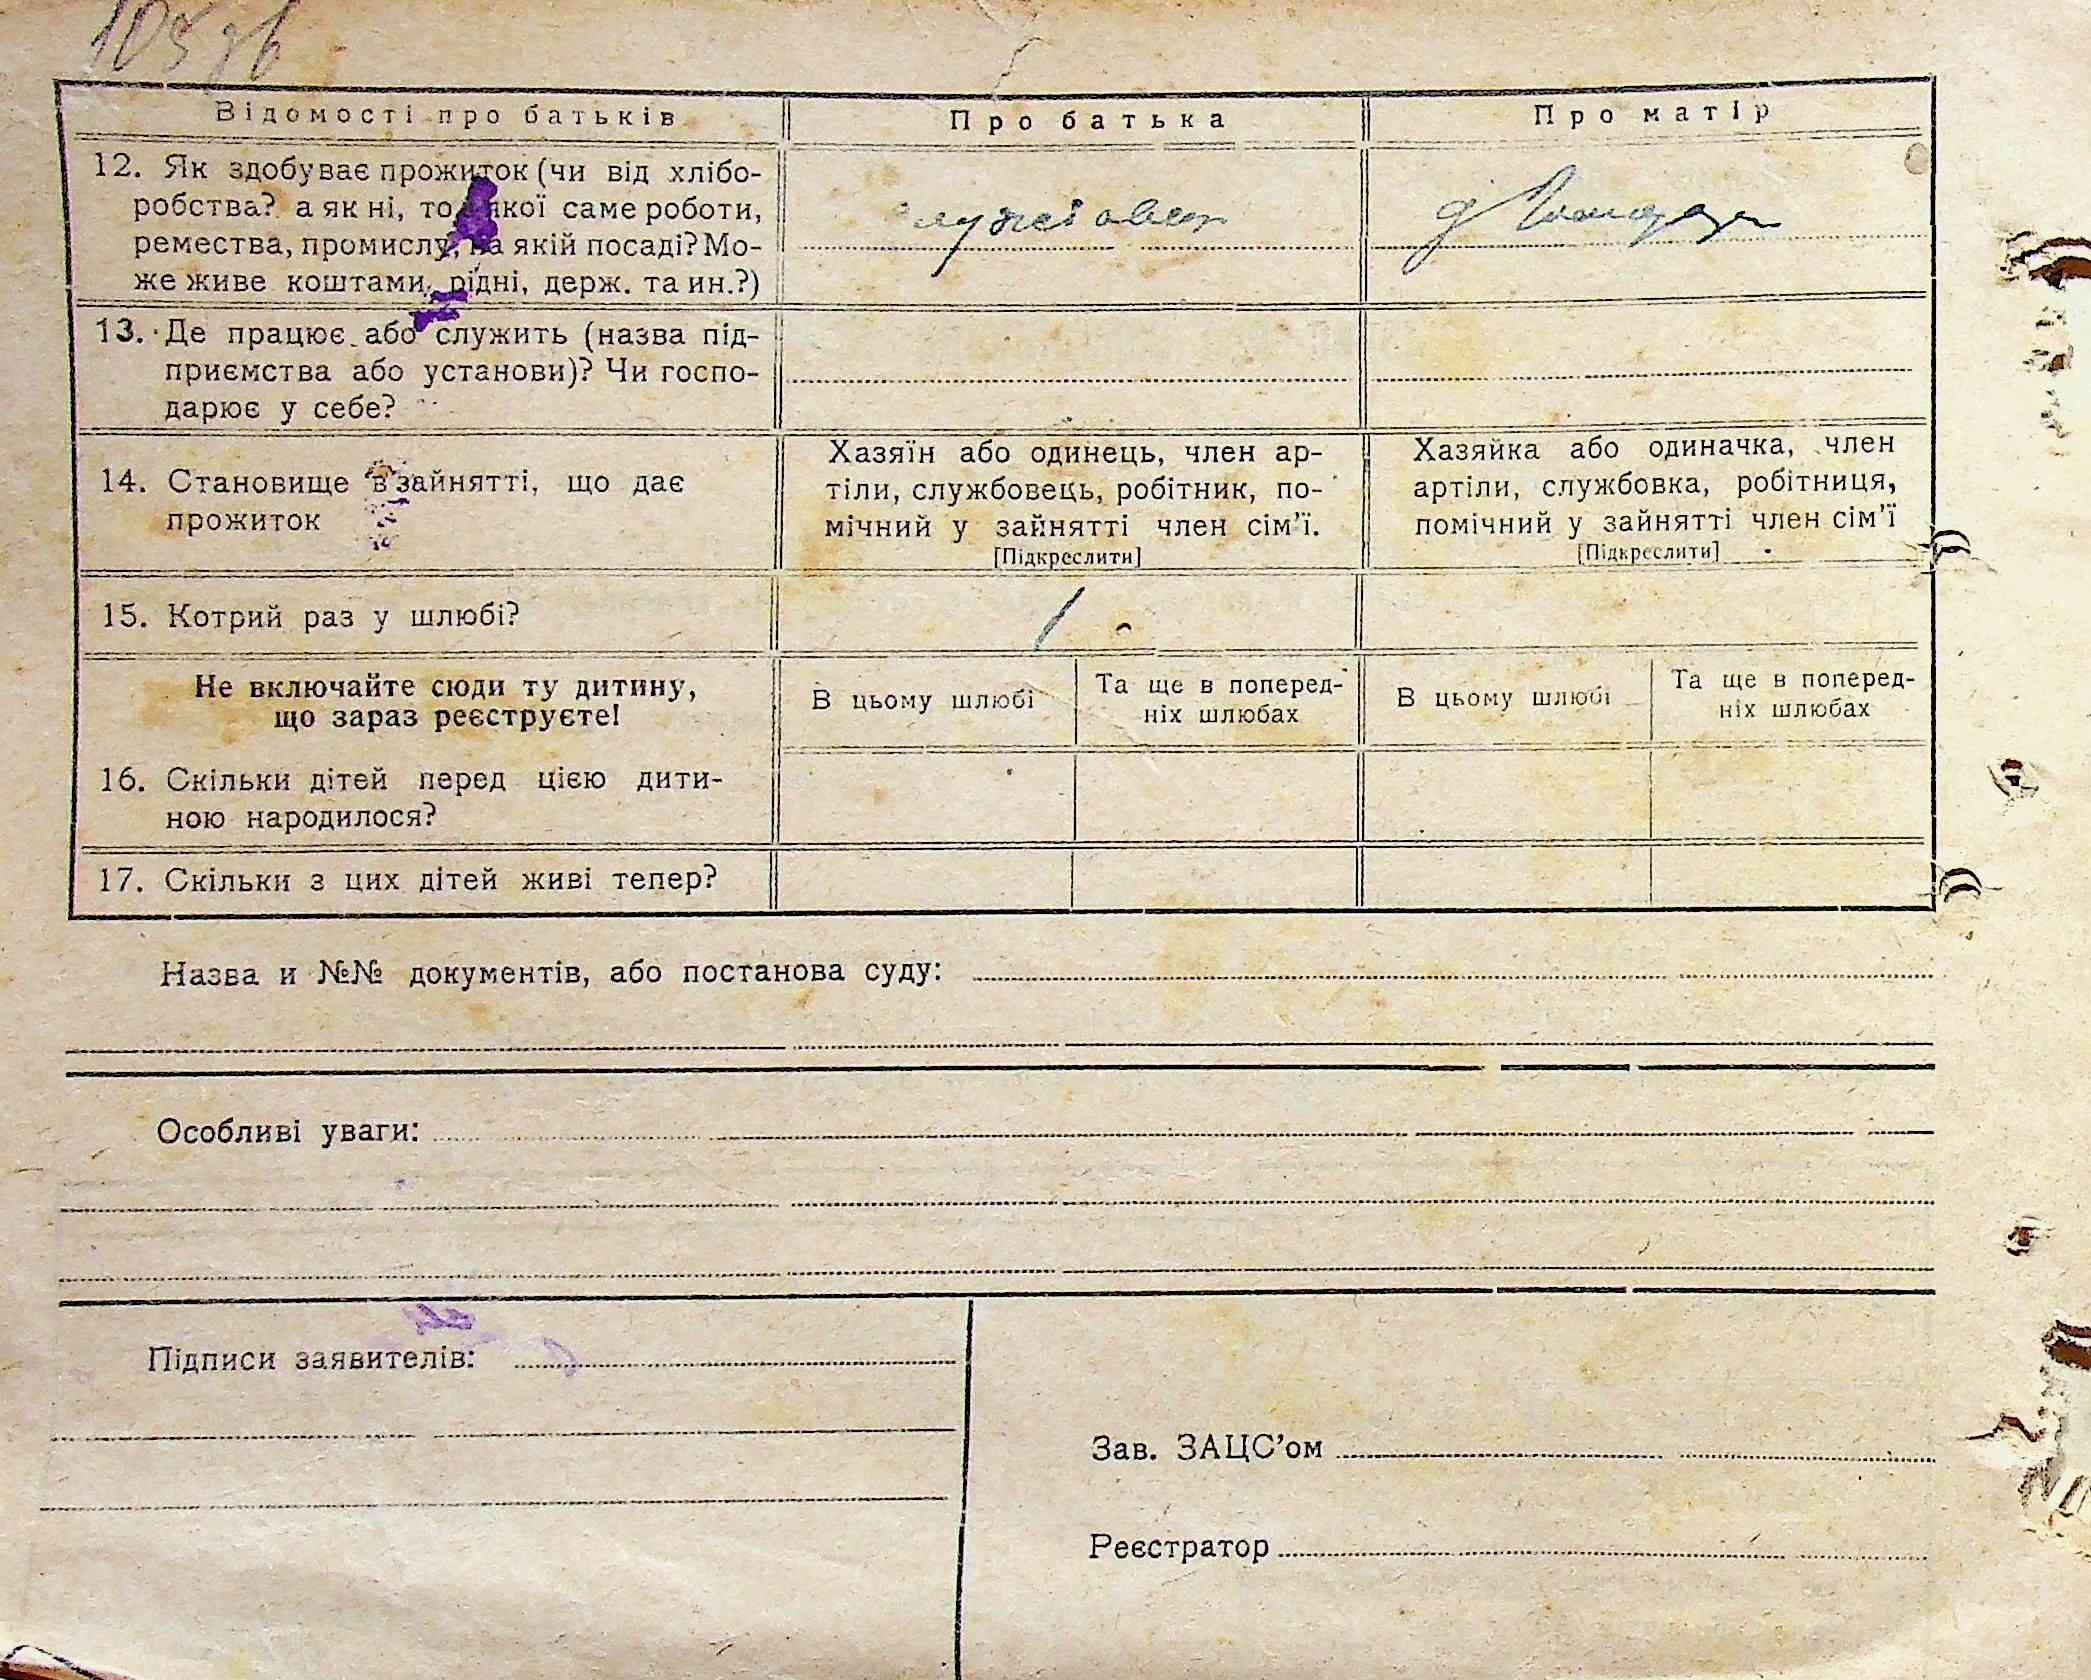 105 зв
Відомості про батьків
Про батька
Про матір
12. Як здобуває прожиток (чи від хлібо-
робства? а як ні, то з якої саме роботи,
ремества, промислу, на якій посаді? Мо-
же живе коштами, рідні, держ. та ин.?)
службовець
13. Де працює або служить (назва під-
приємства або установи)? Чи госпо-
дарює у себе?
14. Становище в зайнятті, що дає
прожиток
Хазяїн або одинець, член ар-
тіли, службовець, робітник, по-
мічний у зайнятті член сім'ї.
[Підкреслити]
Хазяйка або одиначка, член
артіли, службовка, робітниця,
помічний у зайнятті член сім'ї
[Підкреслити]
15. Котрий раз у шлюбі?
1
Не включайте сюди ту дитину,
що зараз реєструєте!
В цьому шлюбі
Та ще в поперед-
ніх шлюбах
В цьому шлюбі
Та ще в поперед-
ніх шлюбах
16. Скільки дітей перед цією дити-
ною народилося?
17. Скільки з цих дітей живі тепер?
Назва и №№ документів, або постанова суду:
Особливі уваги:
Підписи заявителів:
Зав. ЗАЦС'ом
Реєстратор